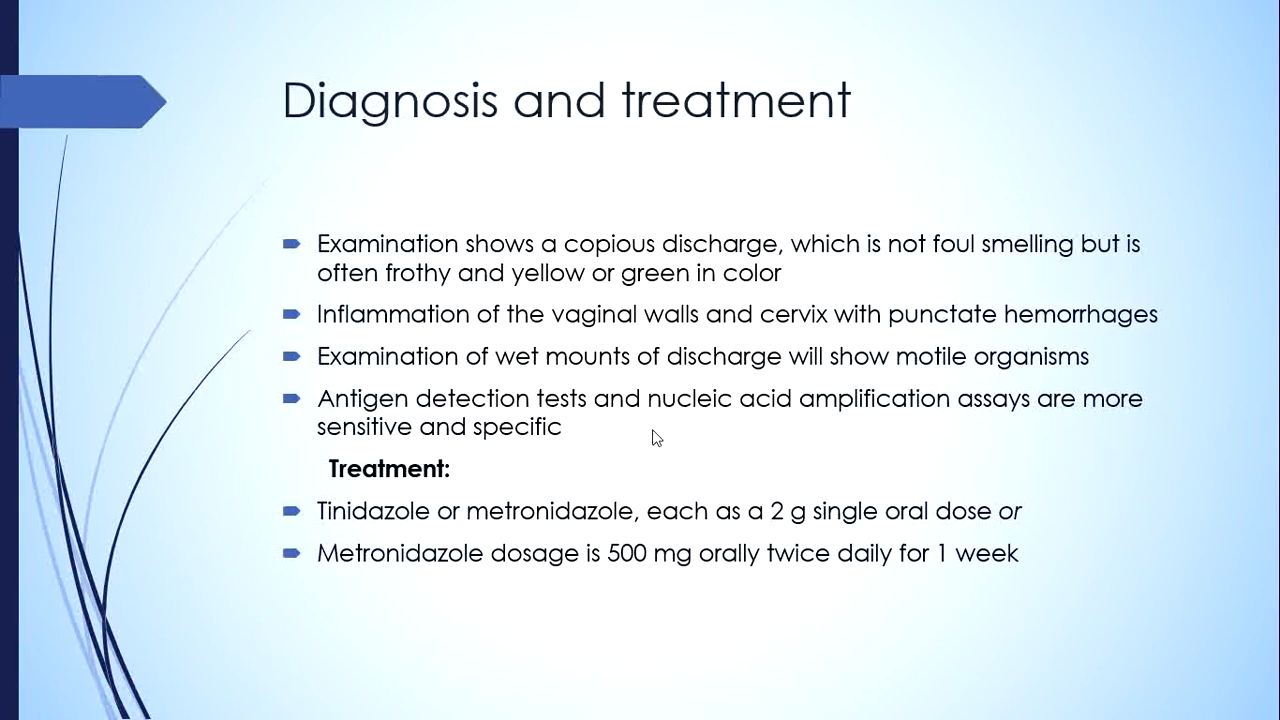 Diagnosis and treatment
Examination shows a copious discharge, which is not foul smelling but is
often frothy and yellow or green in color
Inflammation of the vaginal walls and cervix with punctate hemorrhages
Examination of wet mounts of discharge will show motile organisms
Antigen detection tests and nucleic acid amplification assays are more
sensitive and specific
Treatment:
Tinidazole or metronidazole, each as a 2 g single oral dose or
Metronidazole dosage is 500 mg orally twice daily for 1 week